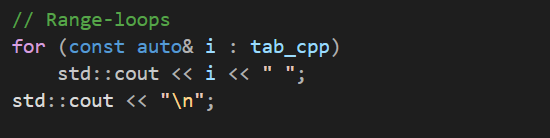 // Range-loops
for (const auto& i : tab_cpp)
    std::cout << i << " ";
std::cout << "\n";